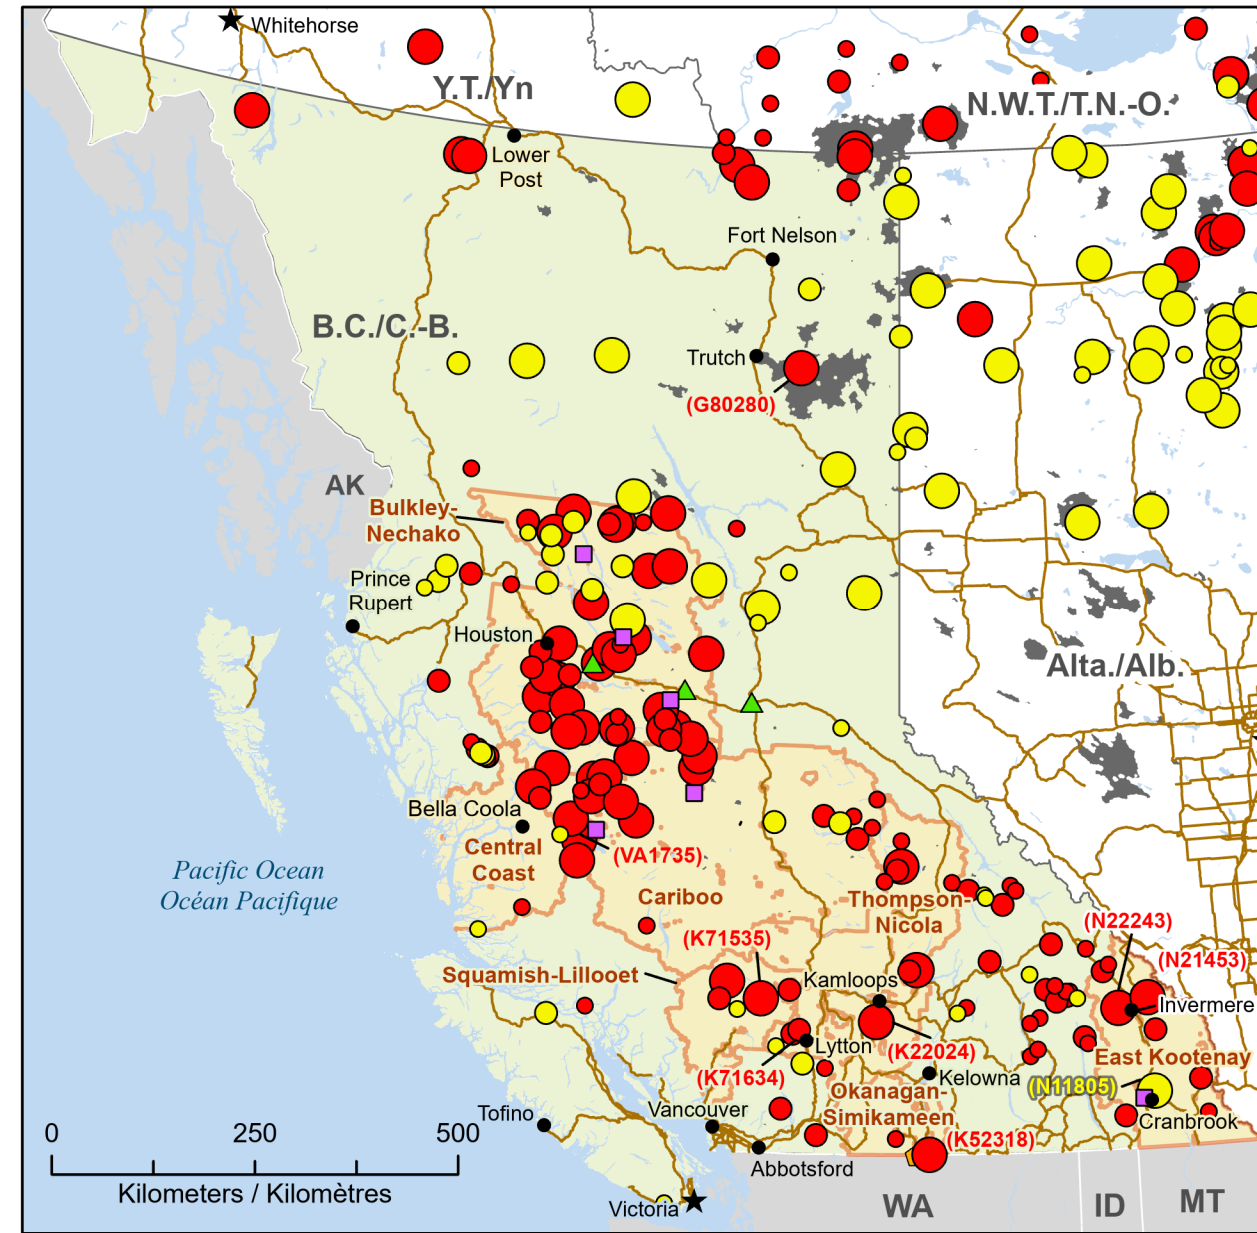 Whitehorse
Y.T./Yn
N.W.T./T.N.-O.
Lower
Post
Fort Nelson
B.C./C.-B.
Trutch
(G80280)
AK
Bulkley-
Nechako
Prince
Rupert
Houston
Alta./Alb.
Bella Coola
Central
Coast
(VA1735)
Pacific Ocean
Océan Pacifique
Cariboo
Thompson-
Nicola
(N22243)
(K71535)
(N21453)
Squamish-Lillooet
Kamloops
Invermere
Lytton
(K22024)
East Kootenay
(K71634)
Kelowna
(N11805)
Okanagan-
Simikameen
Tofino
Vancouver
Cranbrook
(K52318)
Abbotsford
0 250 500
Kilometers / Kilomètres
Victoria
WA
ID
MT